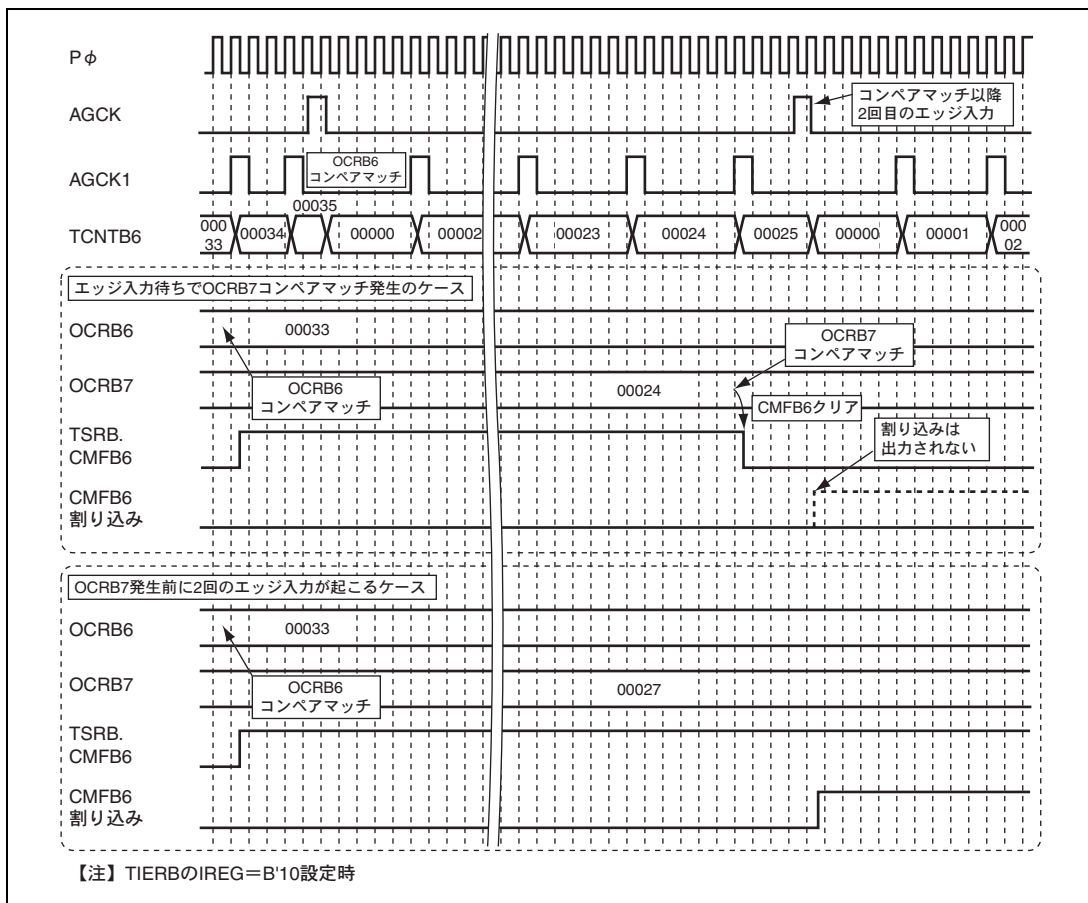 Pφ
AGCK
コンペアマッチ以降
2回目のエッジ入力
AGCK1
OCRB6
コンペアマッチ
TCNTB6
000
33
00034
00035
00000
00002
00023
00024
00025
00000
00001
000
02
エッジ入力待ちでOCRB7コンペアマッチ発生のケース
OCRB6
00033
OCRB7
コンペアマッチ
OCRB7
OCRB6
コンペアマッチ
00024
CMFB6クリア
TSRB.
CMFB6
割り込みは
出力されない
CMFB6
割り込み
OCRB7発生前に2回のエッジ入力が起こるケース
OCRB6
00033
OCRB7
OCRB6
コンペアマッチ
00027
TSRB.
CMFB6
CMFB6
割り込み
【注】TIERBのIREG=B'10設定時